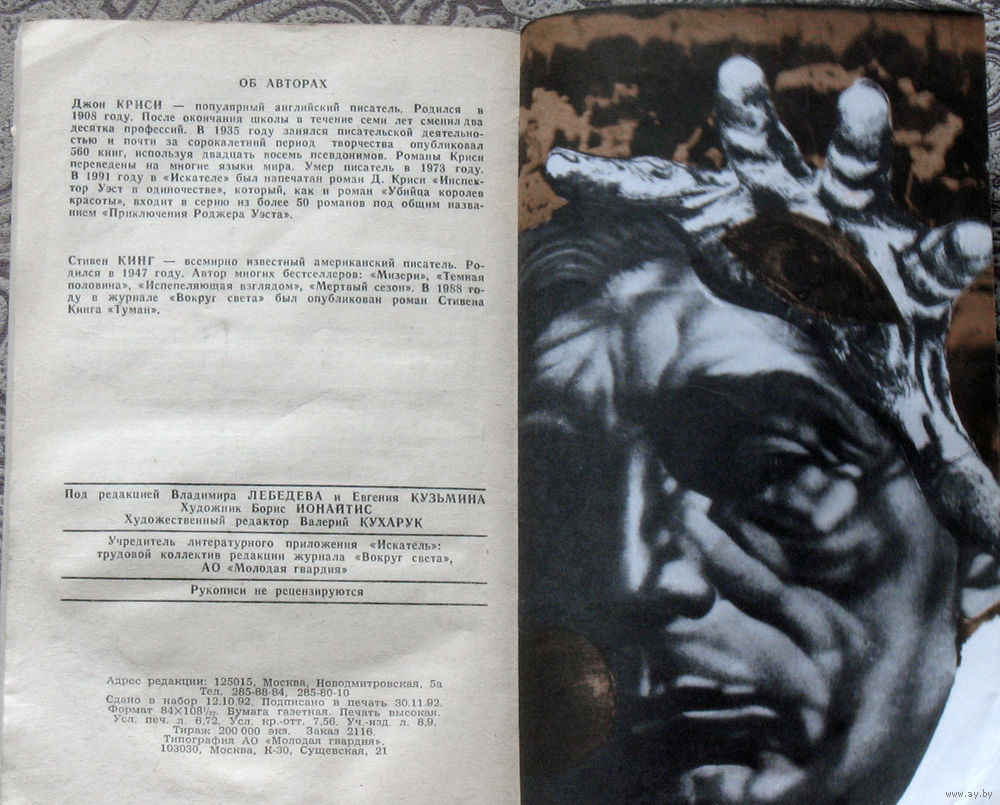 ОБ АВТОРАХ
Джон КРИСИ — популярный английский писатель. Родился в
1908 году. После окончания школы в течение семи лет сменил два
десятка профессий. В 1935 году занялся писательской деятельно-
стью и почти за сорокалетний период творчества опубликовал
560 книг, используя двадцать восемь псевдонимов. Романы Криси
переведены на многие языки мира. Умер писатель в 1973 году.
В 1991 году в «Искателе» был напечатан роман Д. Криси «Инспек-
тор Уэст в одиночестве», который, как и роман «Убийца королев
красоты», входит в серию из более 50 романов под общим назва-
нием «Приключения Роджера Уэста».
Стивен КИНГ — всемирно известный американский писатель. Ро-
дился в 1947 году. Автор многих бестселлеров: «Мизери», «Темная
половина», «Испепеляющая взглядом», «Мертвый сезон». В 1988 го-
ду в журнале «Вокруг света» был опубликован роман Стивена
Кинга «Туман».
Под редакцией Владимира ЛЕБЕДЕВА и Евгения КУЗЬМИНА
Художник Борис ИОНАЙТИС
Художественный редактор Валерий КУХАРУК
Учредитель литературного приложения «Искатель»:
трудовой коллектив редакции журнала «Вокруг света»,
АО «Молодая гвардия»
Рукописи не рецензируются
Адрес редакции: 125015, Москва, Новодмитровская, 5а
Тел. 285-88-84, 285-80-10
Сдано в набор 12.10.92. Подписано в печать 30.11.92.
Формат 84×108¹/₃₂. Бумага газетная. Печать высокая.
Усл. печ. л. 6,72. Усл. кр.-отт. 7,56. Уч.-изд. л. 8,9.
Тираж 200 000 экз. Заказ 2116.
Типография АО «Молодая гвардия».
103030, Москва, К-30, Сущевская, 21
www.ay.by